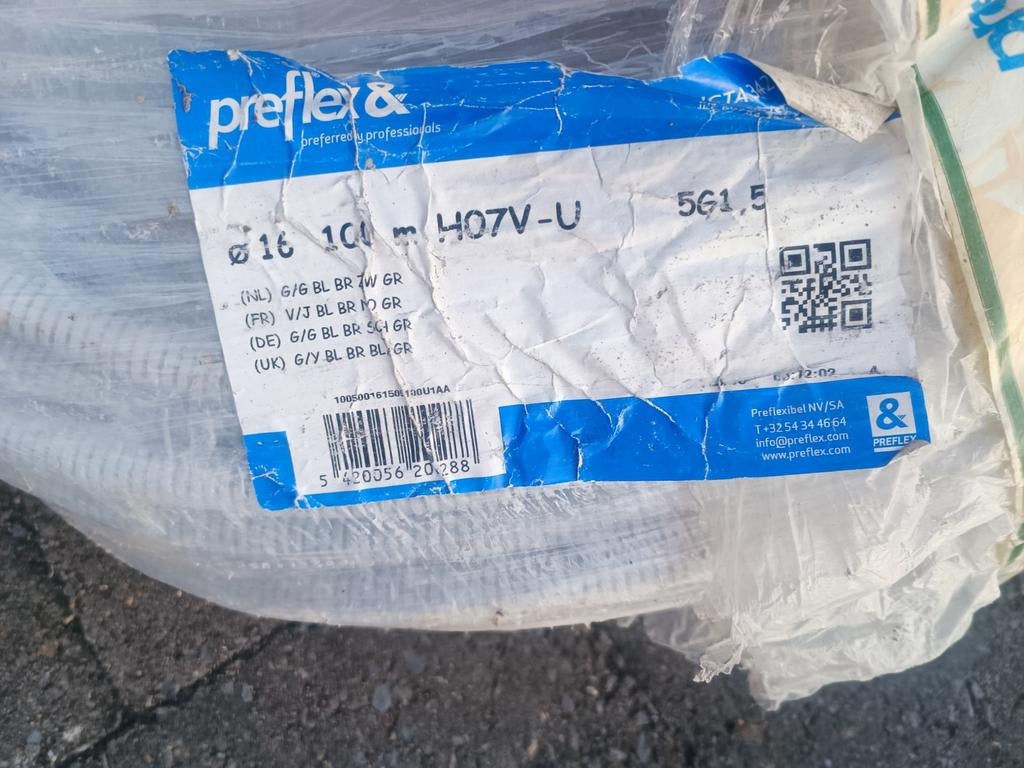 preflex&
preferred by professionals
ø 16 100 m H07V-U 5G1,5
(NL) G/G BL BR ZW GR
(FR) V/J BL BR NO GR
(DE) G/G BL BR SCH GR
(UK) G/Y BL BR BL GR
5 420056 20 288
Preflexibel NV/SA
T +32 54 34 46 64
info@preflex.com
www.preflex.com
&
PREFLEX